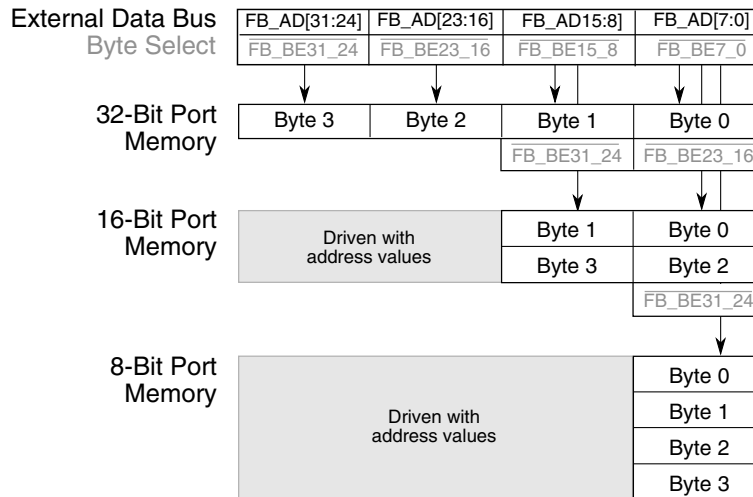 External Data Bus FB_AD[31:24] FB_AD[23:16] FB_AD15:8] FB_AD[7:0]
Byte Select FB_BE31_24 FB_BE23_16 FB_BE15_8 FB_BE7_0
32-Bit Port Byte 3 Byte 2 Byte 1 Byte 0
Memory FB_BE31_24 FB_BE23_16
16-Bit Port Byte 1 Byte 0
Memory Driven with
address values Byte 3 Byte 2
FB_BE31_24
8-Bit Port Byte 0
Memory
Byte 1
Driven with
address values
Byte 2
Byte 3